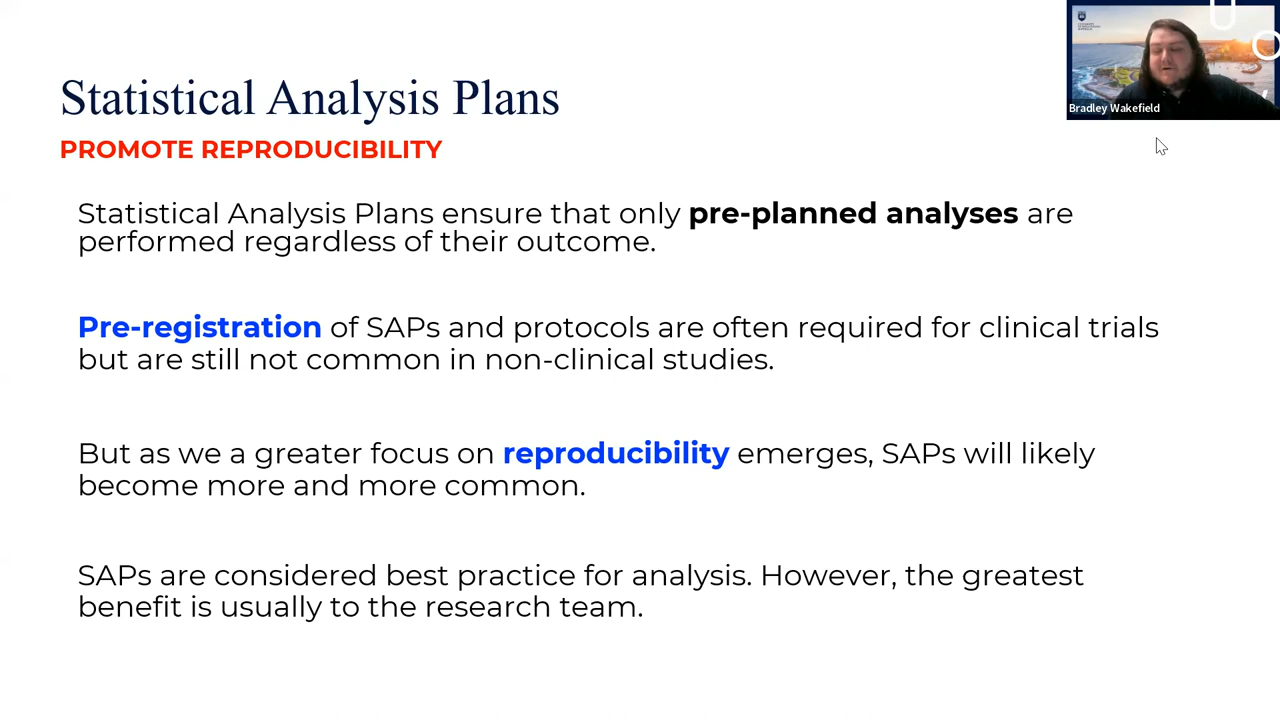 Statistical Analysis Plans
PROMOTE REPRODUCIBILITY
Statistical Analysis Plans ensure that only pre-planned analyses are
performed regardless of their outcome.
Pre-registration of SAPs and protocols are often required for clinical trials
but are still not common in non-clinical studies.
But as we a greater focus on reproducibility emerges, SAPs will likely
become more and more common.
SAPs are considered best practice for analysis. However, the greatest
benefit is usually to the research team.
Bradley Wakefield